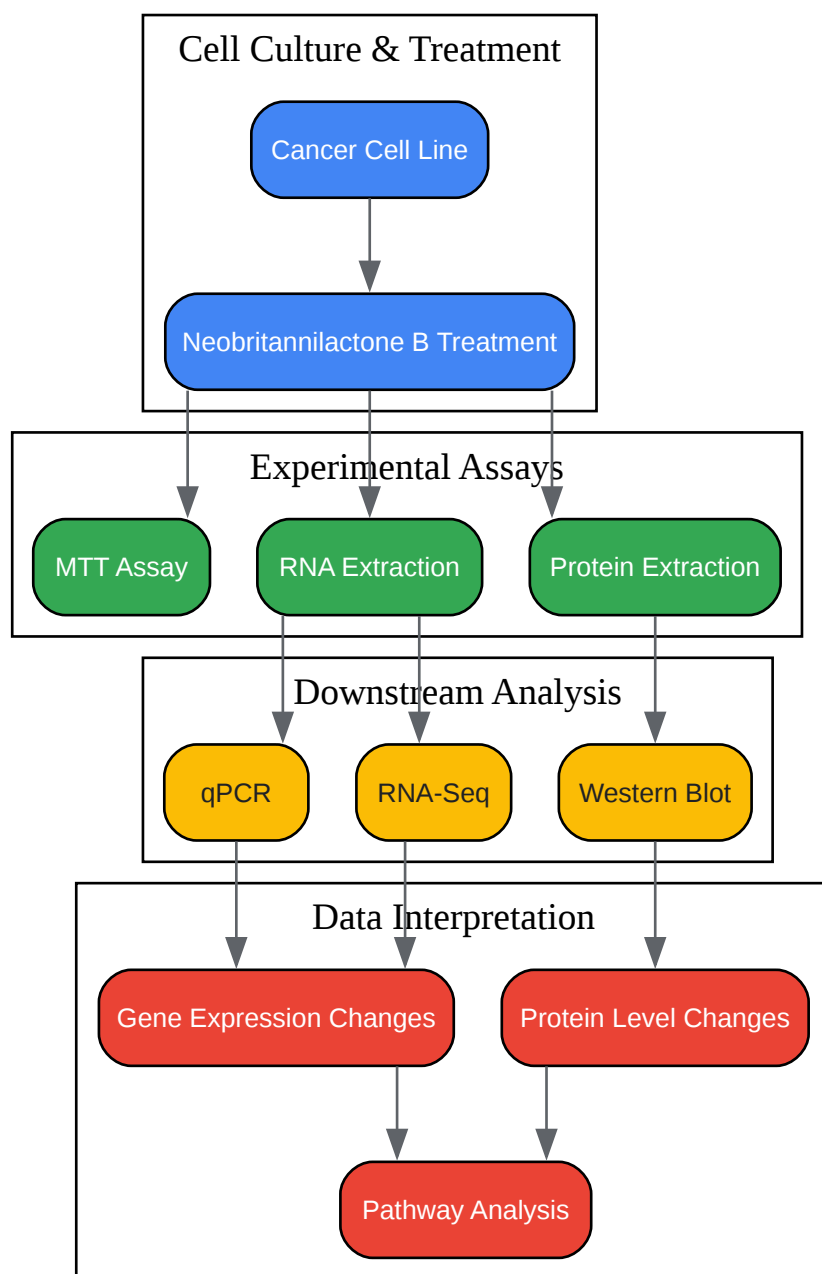 Cell Culture & Treatment
Cancer Cell Line
Neobritannilactone B Treatment
Experimental Assays
MTT Assay
RNA Extraction
Protein Extraction
Downstream Analysis
qPCR
RNA-Seq
Western Blot
Data Interpretation
Gene Expression Changes
Protein Level Changes
Pathway Analysis